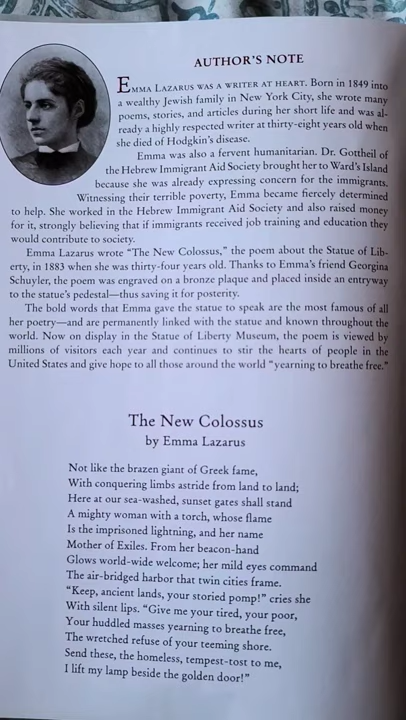 AUTHOR'S NOTE
EMMA LAZARUS WAS A WRITER AT HEART. Born in 1849 into
a wealthy Jewish family in New York City, she wrote many
poems, stories, and articles during her short life and was al-
ready a highly respected writer at thirty-eight years old when
she died of Hodgkin's disease.
Emma was also a fervent humanitarian. Dr. Gottheil of
the Hebrew Immigrant Aid Society brought her to Ward's Island
because she was already expressing concern for the immigrants.
Witnessing their terrible poverty, Emma became fiercely determined
to help. She worked in the Hebrew Immigrant Aid Society and also raised money
for it, strongly believing that if immigrants received job training and education they
would contribute to society.
Emma Lazarus wrote "The New Colossus," the poem about the Statue of Lib-
erty, in 1883 when she was thirty-four years old. Thanks to Emma's friend Georgina
Schuyler, the poem was engraved on a bronze plaque and placed inside an entryway
to the statue's pedestal—thus saving it for posterity.
The bold words that Emma gave the statue to speak are the most famous of all
her poetry—and are permanently linked with the statue and known throughout the
world. Now on display in the Statue of Liberty Museum, the poem is viewed by
millions of visitors each year and continues to stir the hearts of people in the
United States and give hope to all those around the world "yearning to breathe free."
The New Colossus
by Emma Lazarus
Not like the brazen giant of Greek fame,
With conquering limbs astride from land to land;
Here at our sea-washed, sunset gates shall stand
A mighty woman with a torch, whose flame
Is the imprisoned lightning, and her name
Mother of Exiles. From her beacon-hand
Glows world-wide welcome; her mild eyes command
The air-bridged harbor that twin cities frame.
"Keep, ancient lands, your storied pomp!" cries she
With silent lips. "Give me your tired, your poor,
Your huddled masses yearning to breathe free,
The wretched refuse of your teeming shore.
Send these, the homeless, tempest-tost to me,
I lift my lamp beside the golden door!"